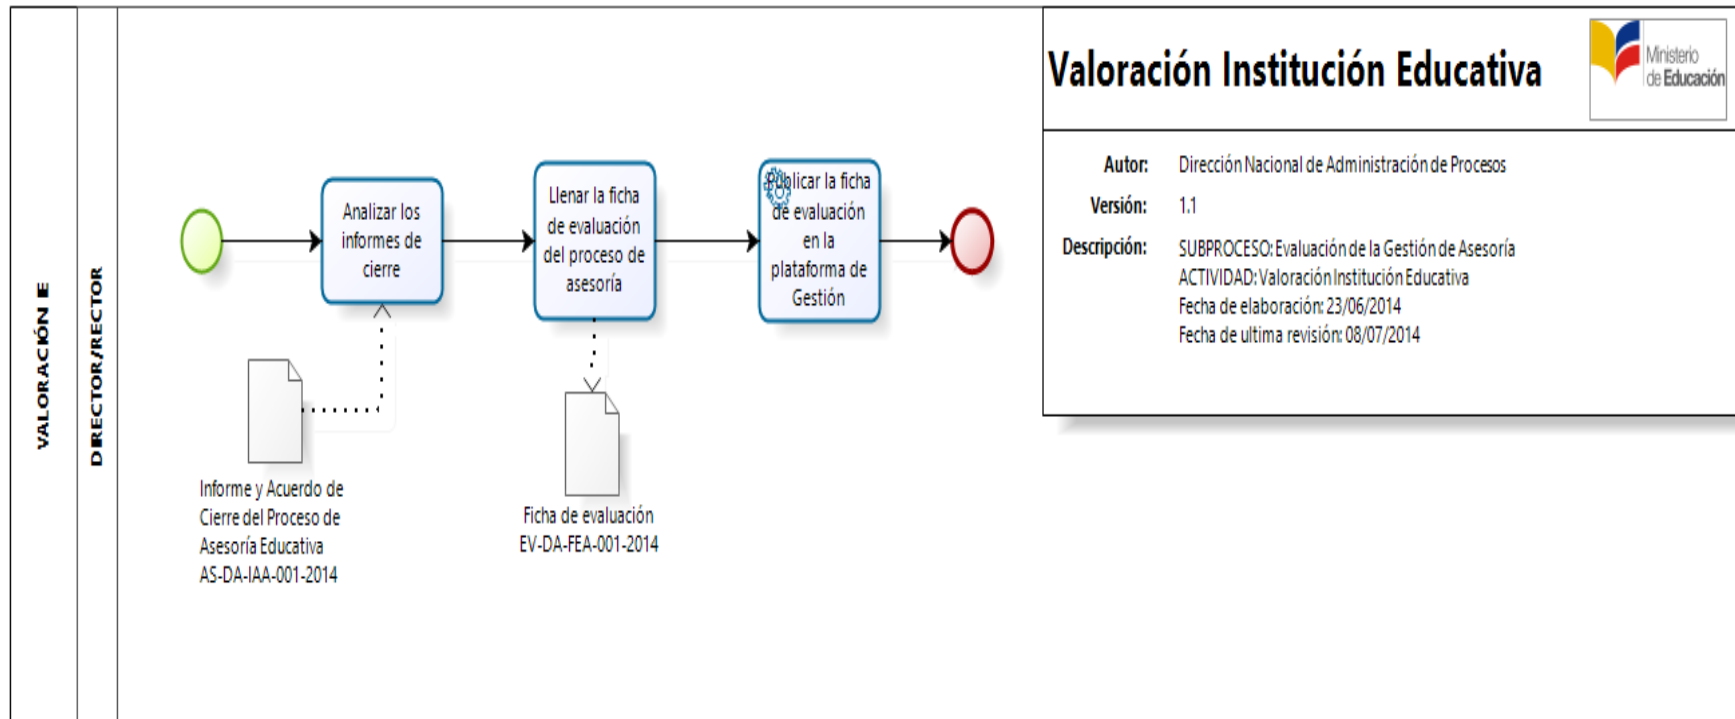 VALORACIÓN IE
DIRECTOR/RECTOR
Analizar los
informes de
cierre
Llenar la ficha
de evaluación
del proceso de
asesoría
Publicar la ficha
de evaluación
en la
plataforma de
Gestión
Informe y Acuerdo de
Cierre del Proceso de
Asesoría Educativa
AS-DA-IAA-001-2014
Ficha de evaluación
EV-DA-FEA-001-2014
Valoración Institución Educativa
Ministerio
de Educación
Autor: Dirección Nacional de Administración de Procesos
Versión: 1.1
Descripción: SUBPROCESO: Evaluación de la Gestión de Asesoría
ACTIVIDAD: Valoración Institución Educativa
Fecha de elaboración: 23/06/2014
Fecha de ultima revisión: 08/07/2014